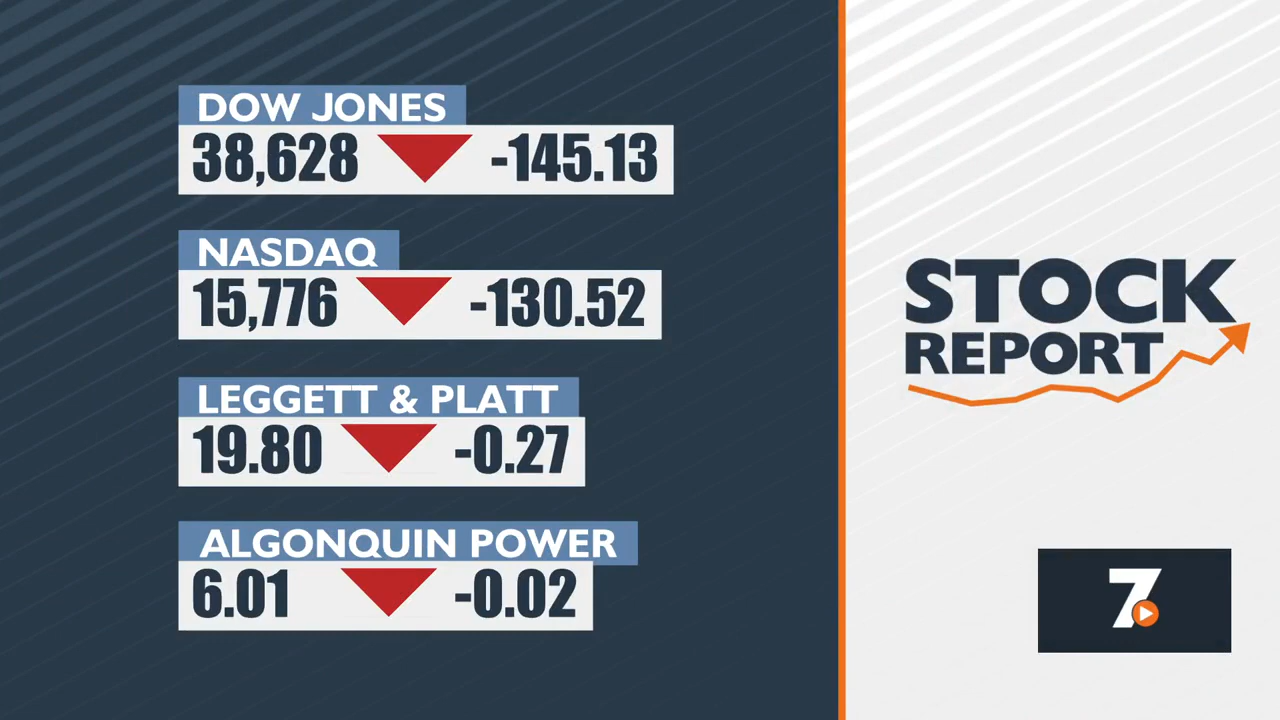 DOW JONES
38,628 -145.13
NASDAQ
15,776 -130.52
LEGGETT & PLATT
19.80 -0.27
ALGONQUIN POWER
6.01 -0.02
STOCK
REPORT
7